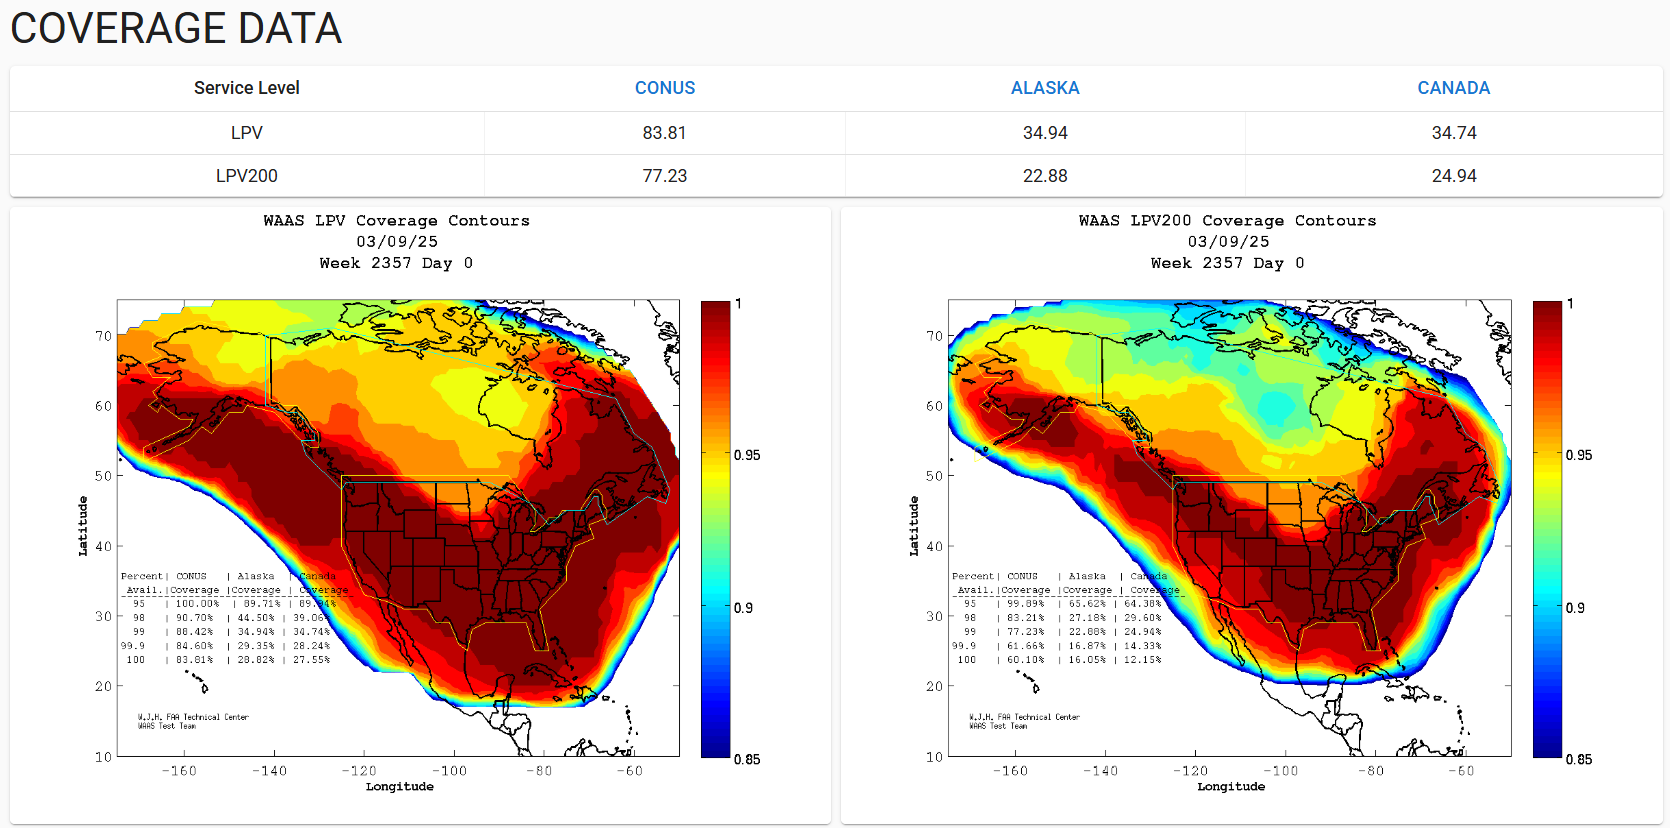 COVERAGE DATA
Service Level CONUS ALASKA CANADA
LPV 83.81 34.94 34.74
LPV200 77.23 22.88 24.94
WAAS LPV Coverage Contours
03/09/25
Week 2357 Day 0
70
60
50
40
30
20
10
Latitude
-160 -140 -120 -100 -80 -60
Longitude
Percent| CONUS | Alaska | Canada
Avail.|Coverage |Coverage | Coverage
95 | 100.00% | 89.71% | 89.94%
98 | 90.70% | 44.50% | 39.06%
99 | 88.42% | 34.94% | 34.74%
99.9 | 84.60% | 29.35% | 28.24%
100 | 83.81% | 28.82% | 27.55%
W.J.H. FAA Technical Center
WAAS Test Team
1
0.95
0.9
0.85
WAAS LPV200 Coverage Contours
03/09/25
Week 2357 Day 0
70
60
50
40
30
20
10
Latitude
-160 -140 -120 -100 -80 -60
Longitude
Percent| CONUS | Alaska | Canada
Avail.|Coverage |Coverage | Coverage
95 | 99.89% | 65.62% | 64.38%
98 | 83.21% | 27.18% | 29.60%
99 | 77.23% | 22.88% | 24.94%
99.9 | 61.66% | 16.87% | 14.33%
100 | 60.10% | 16.05% | 12.15%
W.J.H. FAA Technical Center
WAAS Test Team
1
0.95
0.9
0.85